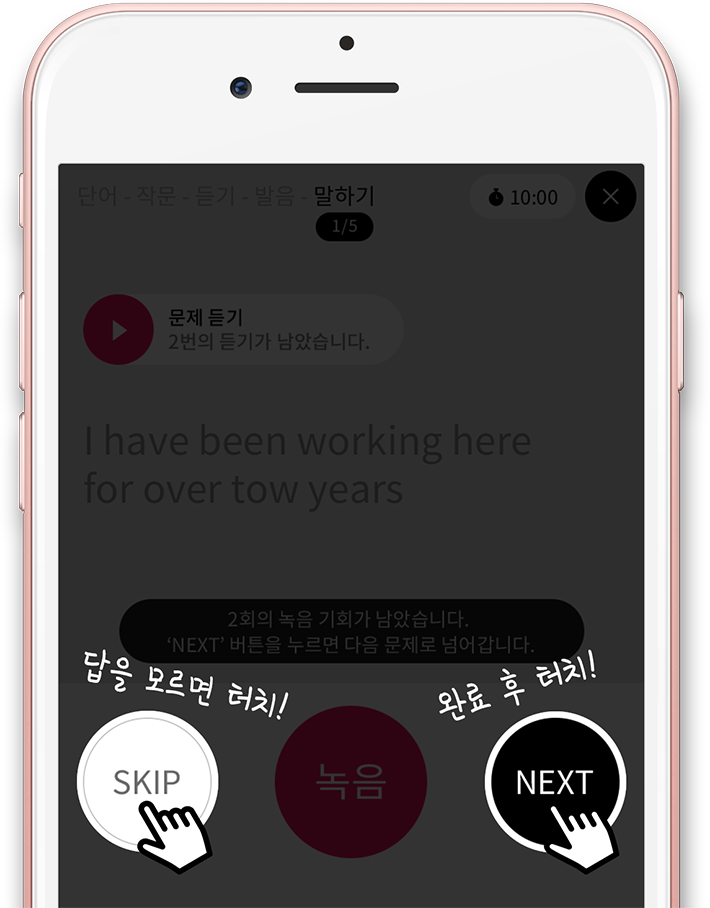 단어 - 작문 - 듣기 - 발음 - 말하기
10:00
1/5
문제 듣기
2번의 듣기가 남았습니다.
I have been working here
for over tow years
2회의 녹음 기회가 남았습니다.
‘NEXT’ 버튼을 누르면 다음 문제로 넘어갑니다.
답을 모르면 터치!
완료 후 터치!
SKIP
녹음
NEXT